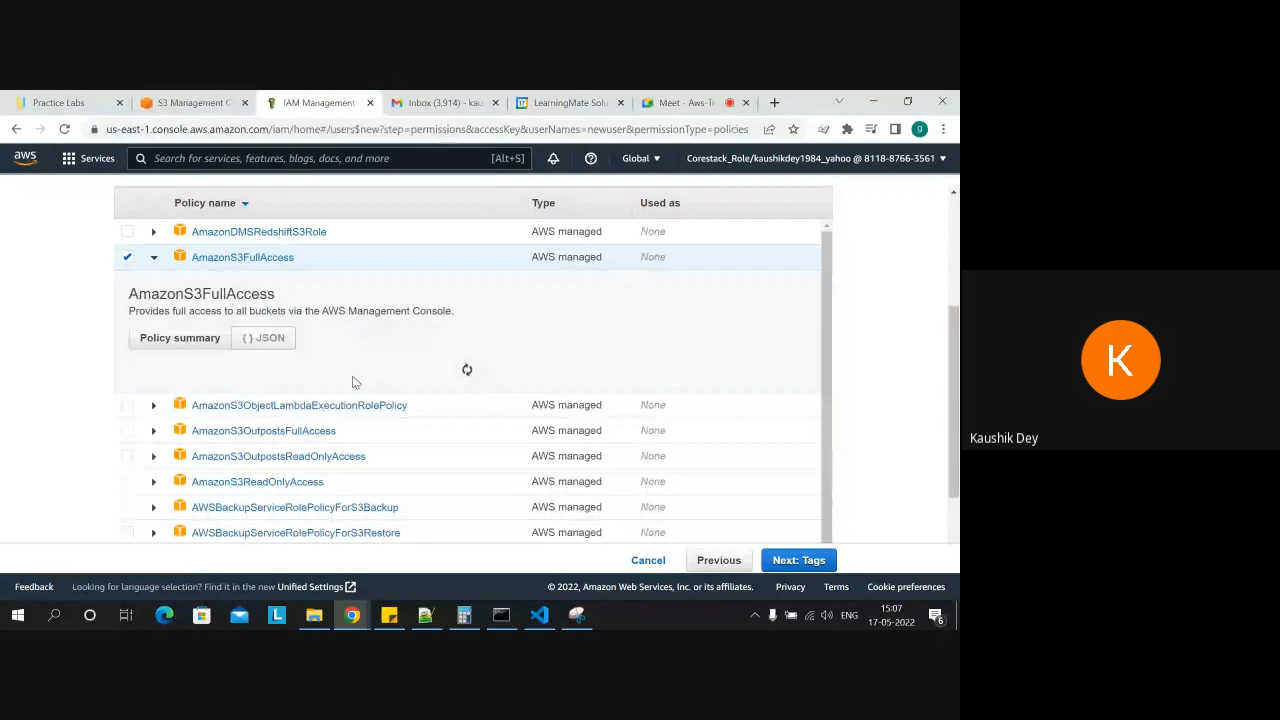 Practice Labs
S3 Management C
IAM Management
Inbox (3,914) - kau
LearningMate Solu
Meet - Aws-Tr
us-east-1.console.aws.amazon.com/iam/home#/users$new?step=permissions&accessKey&userNames=newuser&permissionType=policies
g
aws
Services
Search for services, features, blogs, docs, and more
[Alt+S]
Global
Corestack_Role/kaushikdey1984_yahoo @ 8118-8766-3561
Policy name
Type
Used as
AmazonDMSRedshiftS3Role
AWS managed
None
AmazonS3FullAccess
AWS managed
None
AmazonS3FullAccess
Provides full access to all buckets via the AWS Management Console.
Policy summary
{ } JSON
AmazonS3ObjectLambdaExecutionRolePolicy
AWS managed
None
AmazonS3OutpostsFullAccess
AWS managed
None
AmazonS3OutpostsReadOnlyAccess
AWS managed
None
AmazonS3ReadOnlyAccess
AWS managed
None
AWSBackupServiceRolePolicyForS3Backup
AWS managed
None
AWSBackupServiceRolePolicyForS3Restore
AWS managed
None
Cancel
Previous
Next: Tags
Feedback
Looking for language selection? Find it in the new Unified Settings
© 2022, Amazon Web Services, Inc. or its affiliates.
Privacy
Terms
Cookie preferences
L
ENG
15:07
17-05-2022
6
K
Kaushik Dey